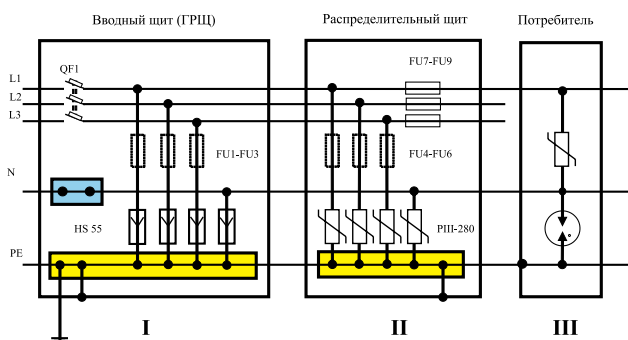 Вводный щит (ГРЩ)
Распределительный щит
Потребитель
QF1
FU7-FU9
L1
L2
L3
FU1-FU3
FU4-FU6
N
HS 55
РІІІ-280
PE
I
II
III